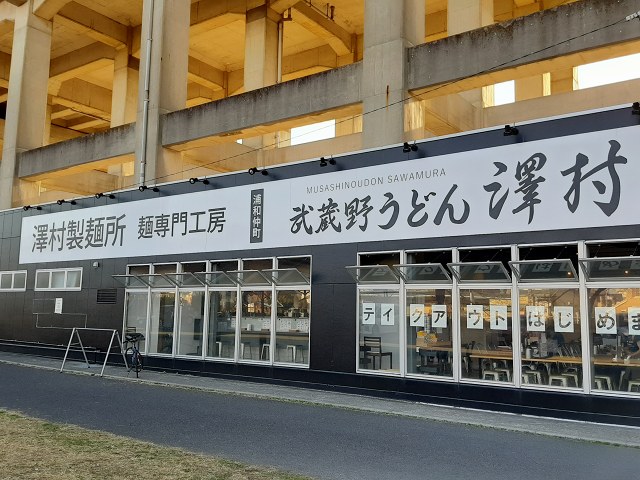 澤村製麺所 麺専門工房
浦和仲町
MUSASHINOUDON SAWAMURA
武蔵野うどん 澤村
テイクアウトはじめま